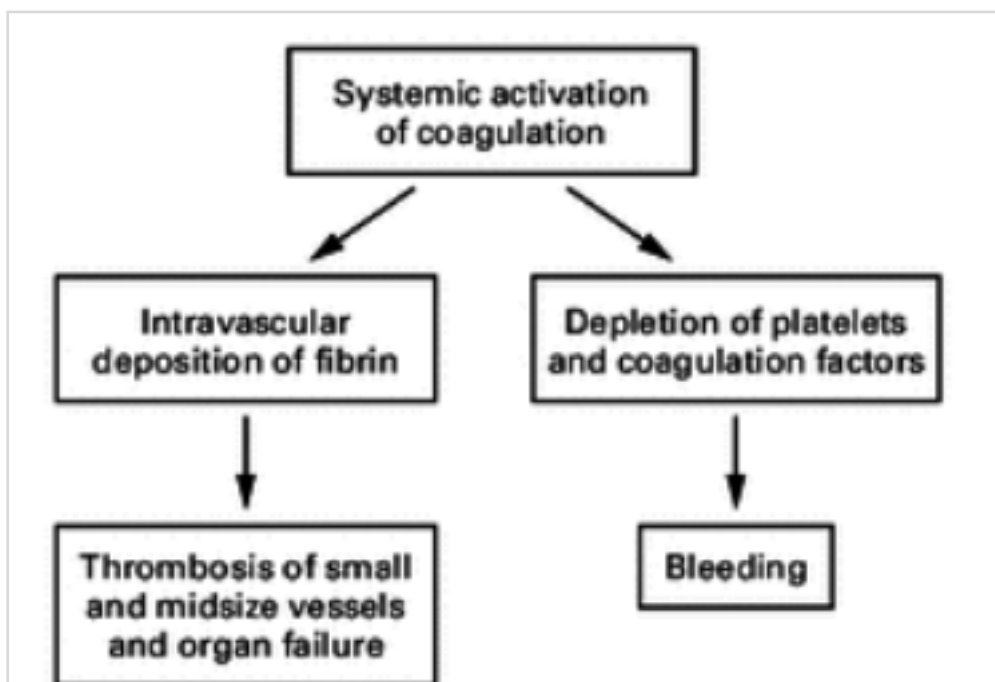 Systemic activation
of coagulation
Intravascular
deposition of fibrin
Depletion of platelets
and coagulation factors
Thrombosis of small
and midsize vessels
and organ failure
Bleeding